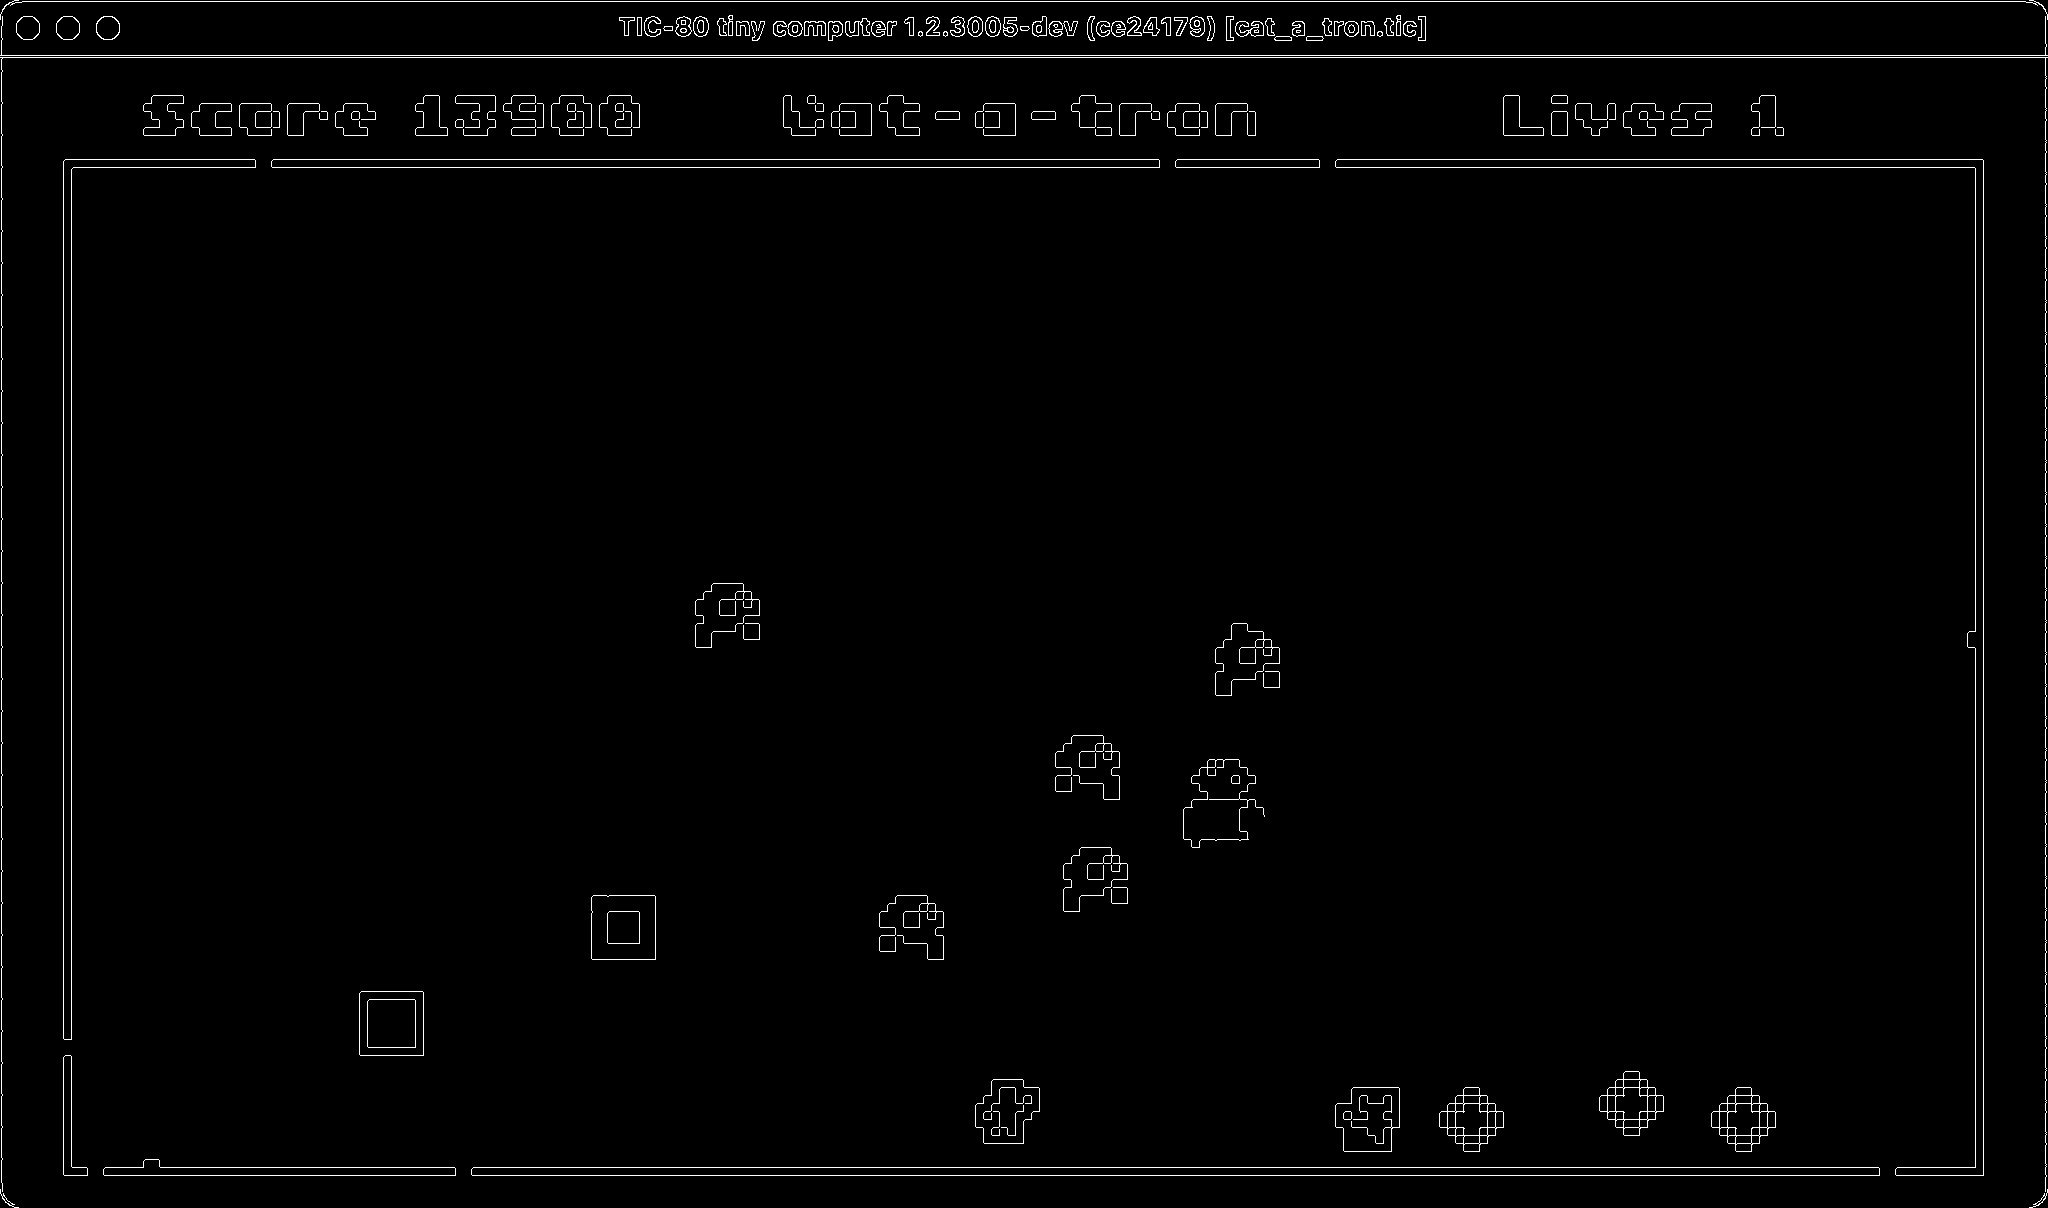 TIC-80 tiny computer 1.2.3005-dev (ce24179) [cat_a_tron.tic]
Score 13900 Cat-a-tron Lives 1